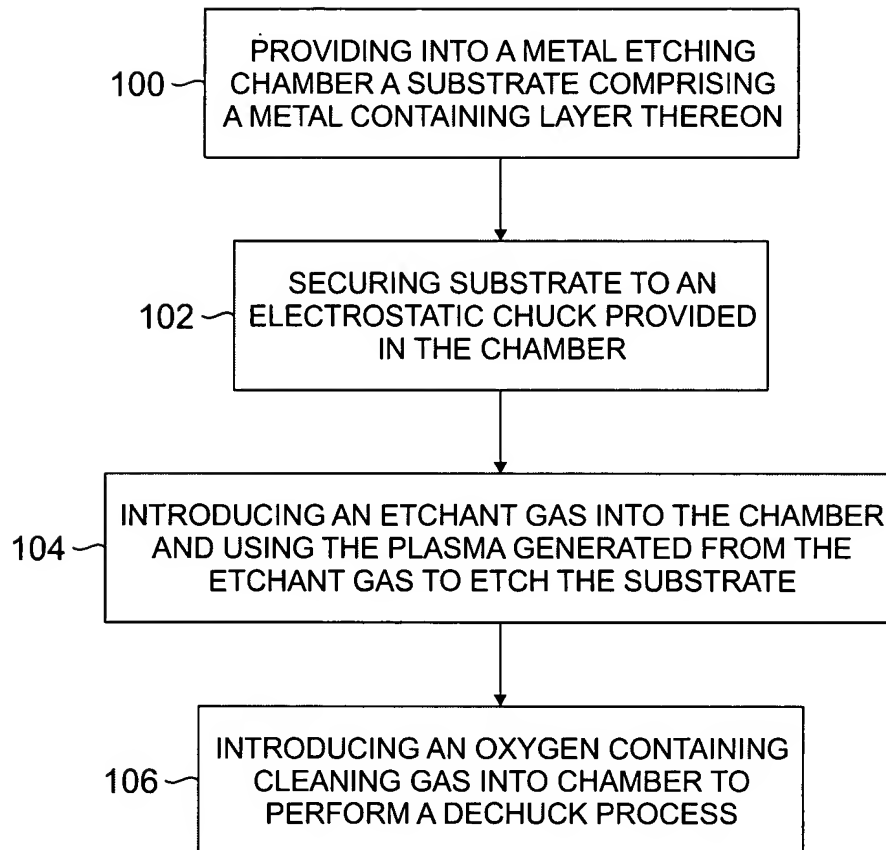 100
PROVIDING INTO A METAL ETCHING
CHAMBER A SUBSTRATE COMPRISING
A METAL CONTAINING LAYER THEREON
102
SECURING SUBSTRATE TO AN
ELECTROSTATIC CHUCK PROVIDED
IN THE CHAMBER
104
INTRODUCING AN ETCHANT GAS INTO THE CHAMBER
AND USING THE PLASMA GENERATED FROM THE
ETCHANT GAS TO ETCH THE SUBSTRATE
106
INTRODUCING AN OXYGEN CONTAINING
CLEANING GAS INTO CHAMBER TO
PERFORM A DECHUCK PROCESS